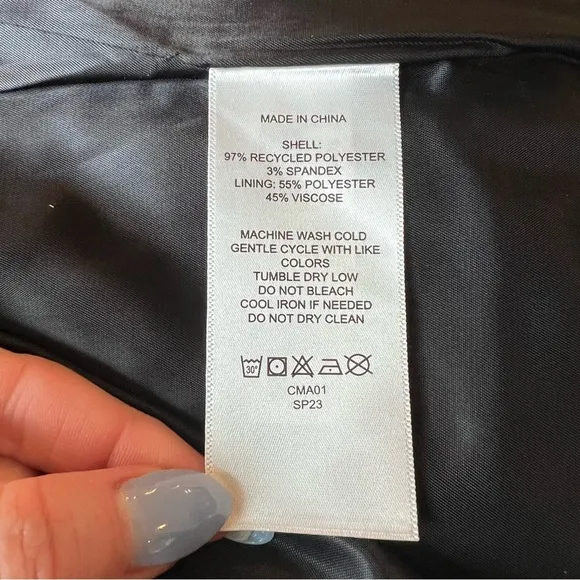 MADE IN CHINA
SHELL:
97% RECYCLED POLYESTER
3% SPANDEX
LINING: 55% POLYESTER
45% VISCOSE
MACHINE WASH COLD
GENTLE CYCLE WITH LIKE
COLORS
TUMBLE DRY LOW
DO NOT BLEACH
COOL IRON IF NEEDED
DO NOT DRY CLEAN
30°
CMA01
SP23